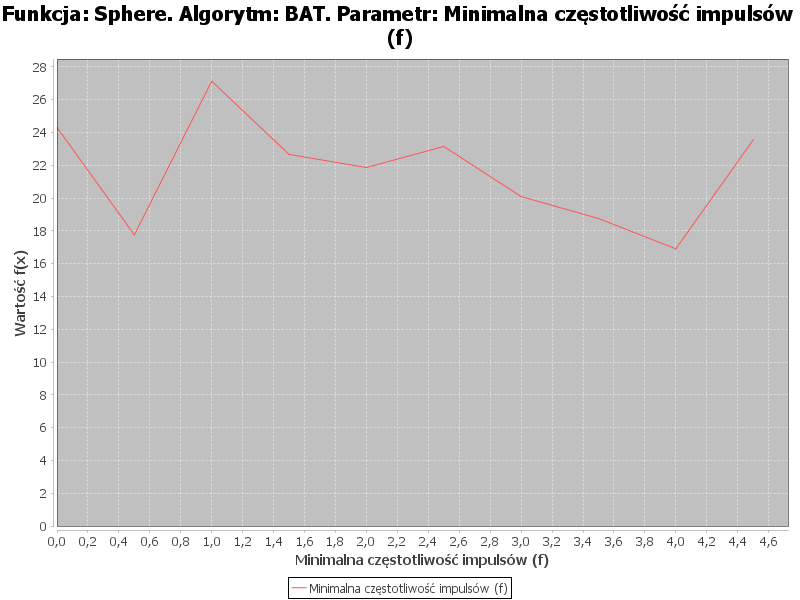 Funkcja: Sphere. Algorytm: BAT. Parametr: Minimalna częstotliwość impulsów
(f)
28
26
24
22
20
18
16
14
12
10
8
6
4
2
0
Wartość f(x)
0,0 0,2 0,4 0,6 0,8 1,0 1,2 1,4 1,6 1,8 2,0 2,2 2,4 2,6 2,8 3,0 3,2 3,4 3,6 3,8 4,0 4,2 4,4 4,6
Minimalna częstotliwość impulsów (f)
Minimalna częstotliwość impulsów (f)